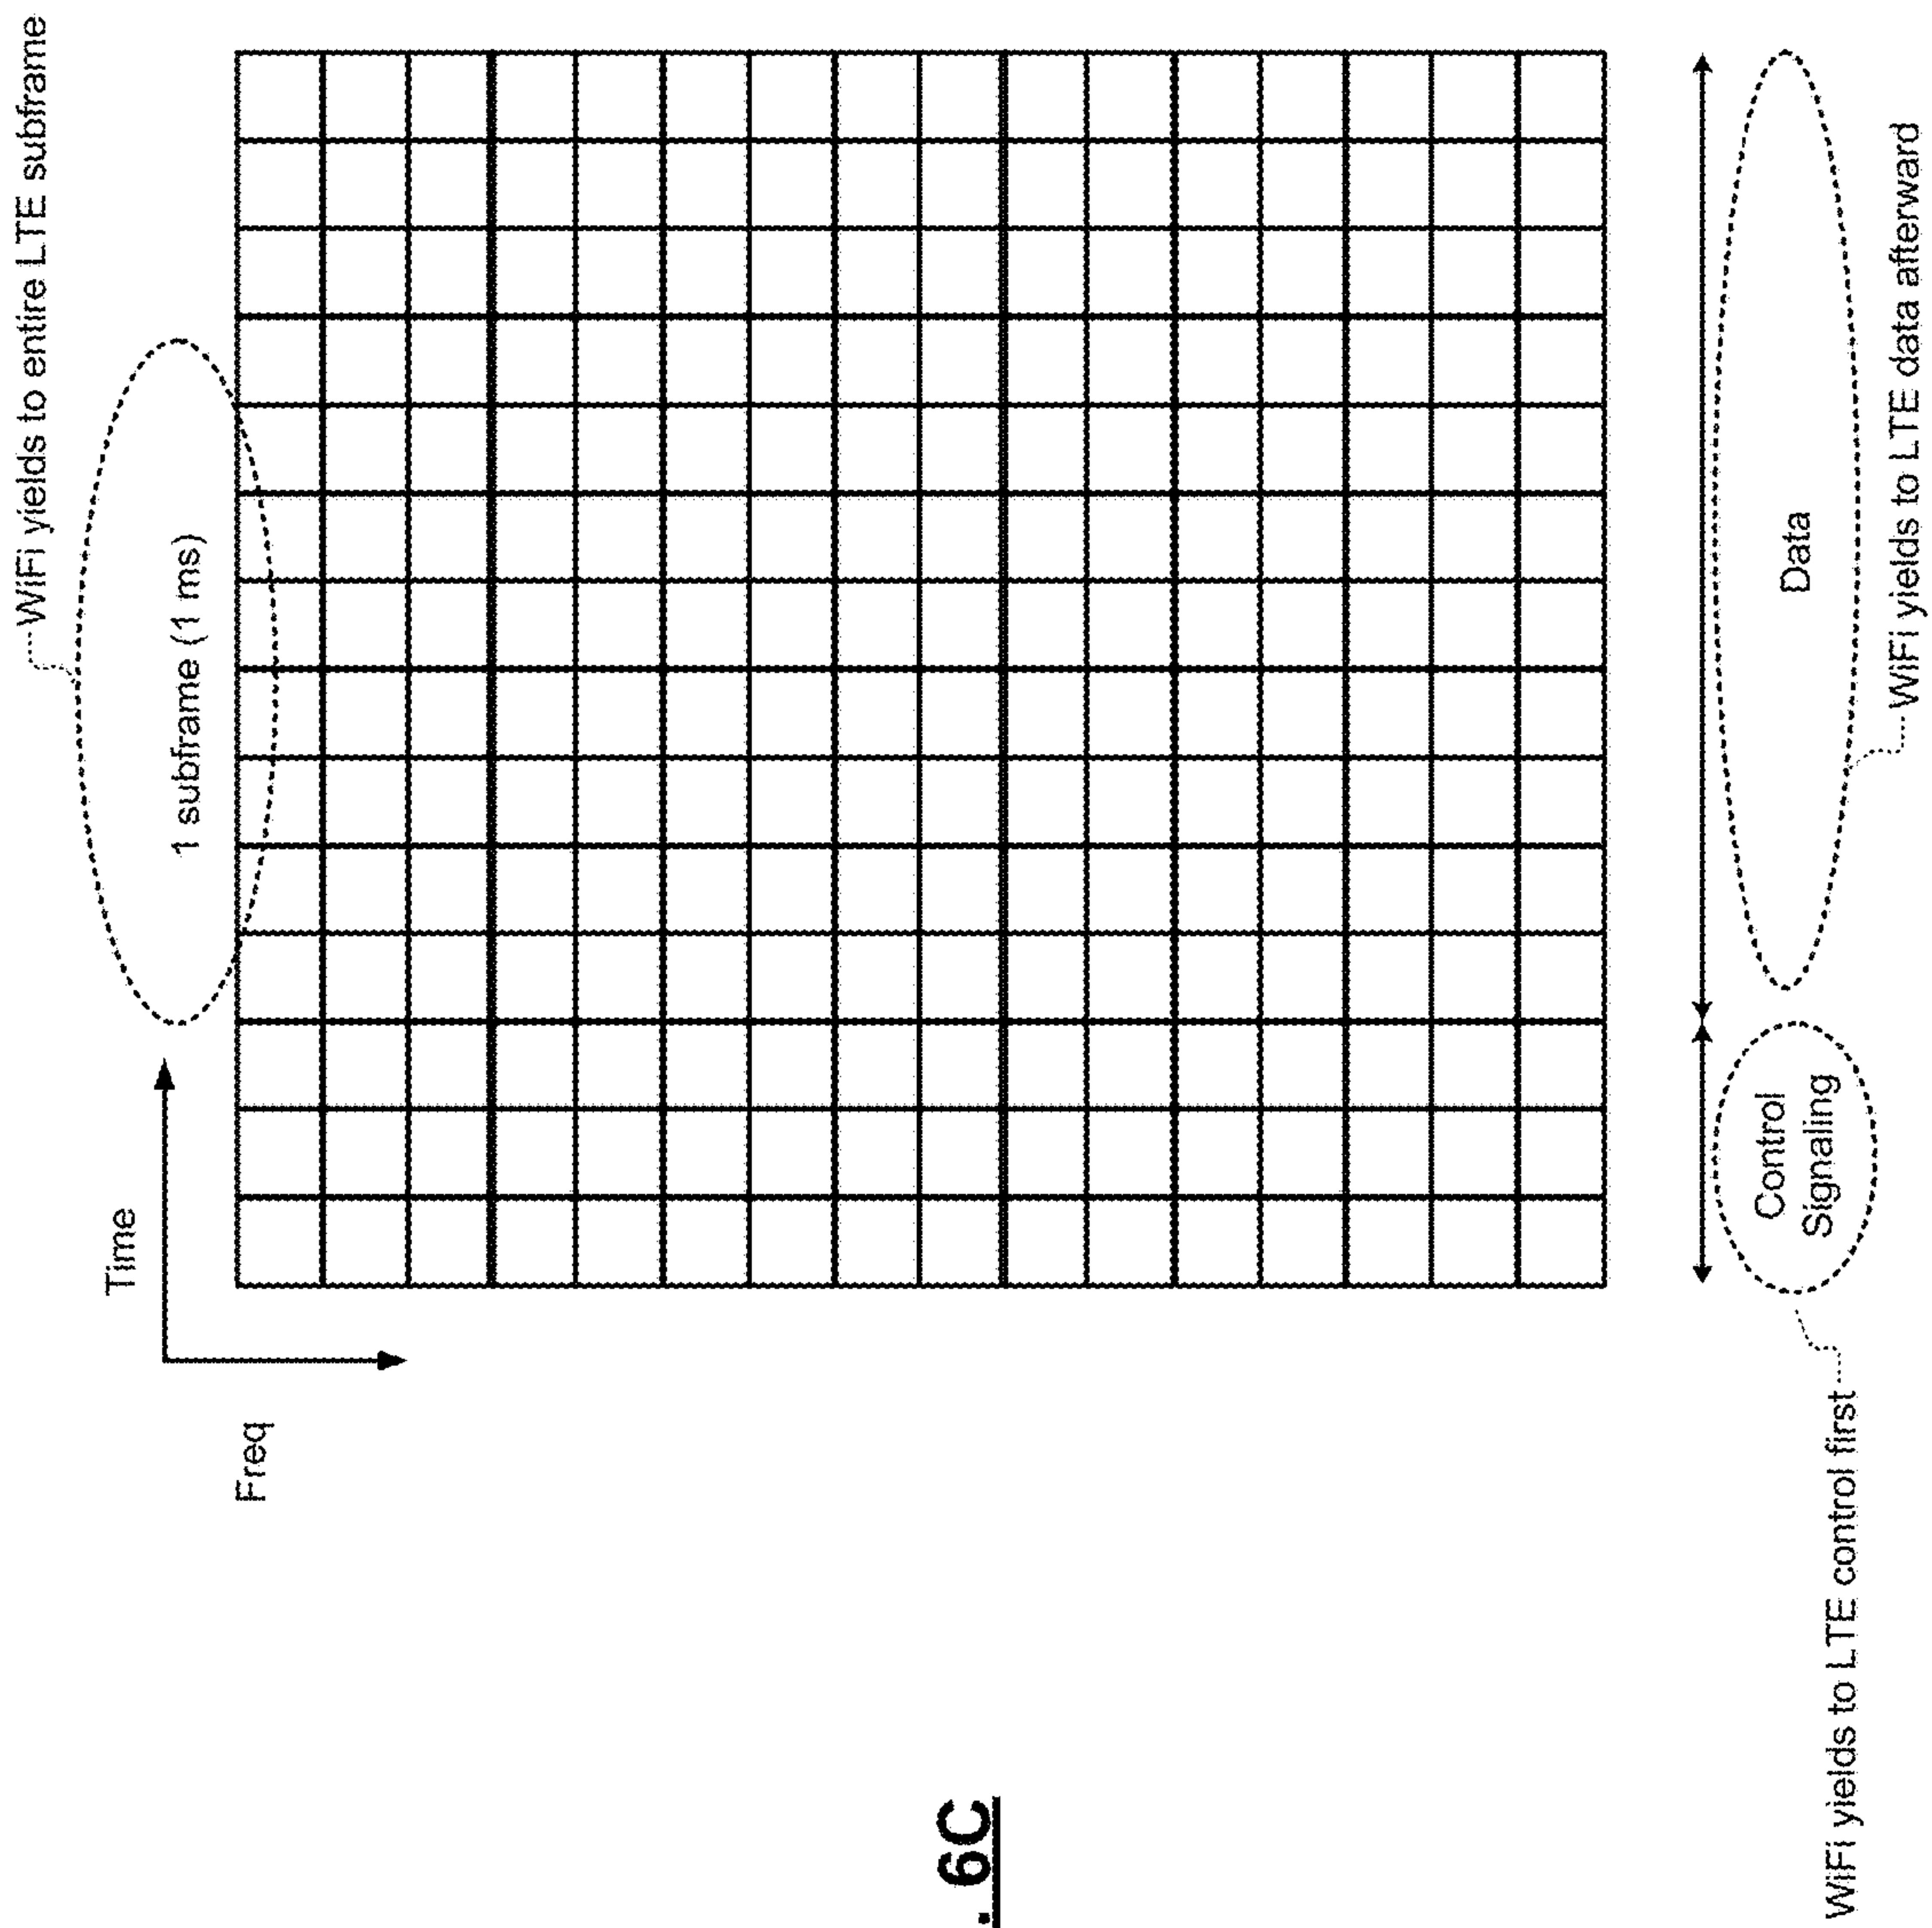 WiFi yields to entire LTE subframe
1 subframe (1 ms)
Time
Freq
Control
Signaling
Data
WiFi yields to LTE data afterward
WiFi yields to LTE control first
. 6C